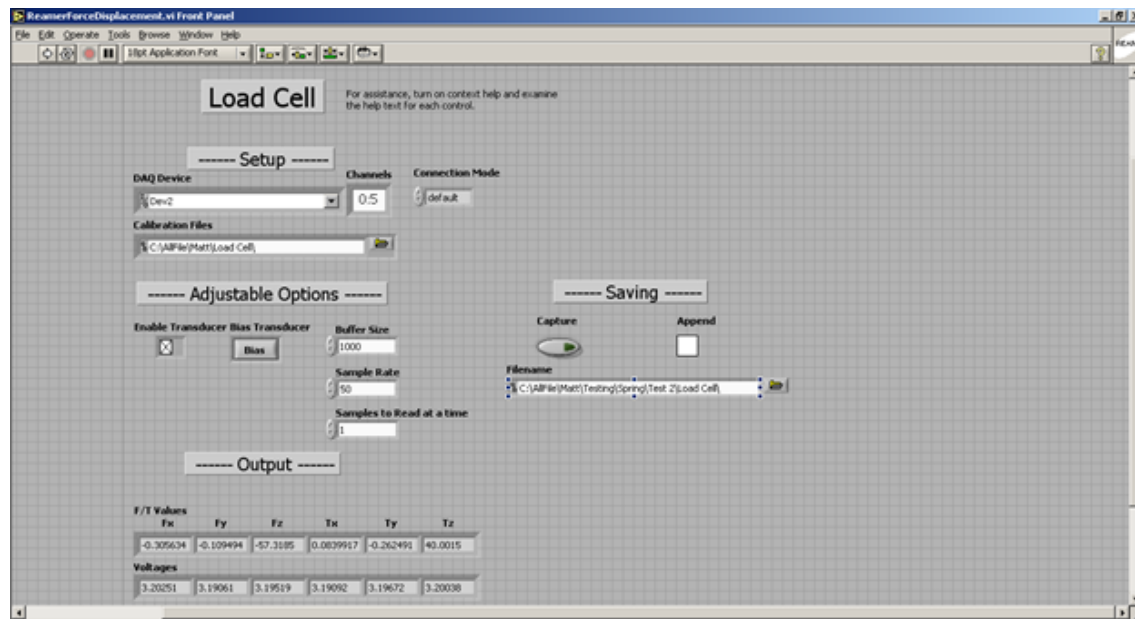 ReamerForceDisplacement.vi Front Panel
File Edit Operate Tools Browse Window Help
18pt Application Font
Load Cell
For assistance, turn on context help and examine
the help text for each control.
------ Setup ------
DAQ Device
Channels
Connection Mode
Dev2
0:5
default
Calibration Files
C:\AllFile\Matt\Load Cell\
------ Adjustable Options ------
------ Saving ------
Enable Transducer
Bias Transducer
Buffer Size
Capture
Append
Bias
1000
Sample Rate
Filename
50
C:\AllFile\Matt\Testing\Spring\Test 2\Load Cell\
Samples to Read at a time
1
------ Output ------
F/T Values
Fx Fy Fz Tx Ty Tz
-0.305634 -0.109494 -57.3185 0.0839917 -0.262491 40.0015
Voltages
3.20251 3.19061 3.19519 3.19092 3.19672 3.20038